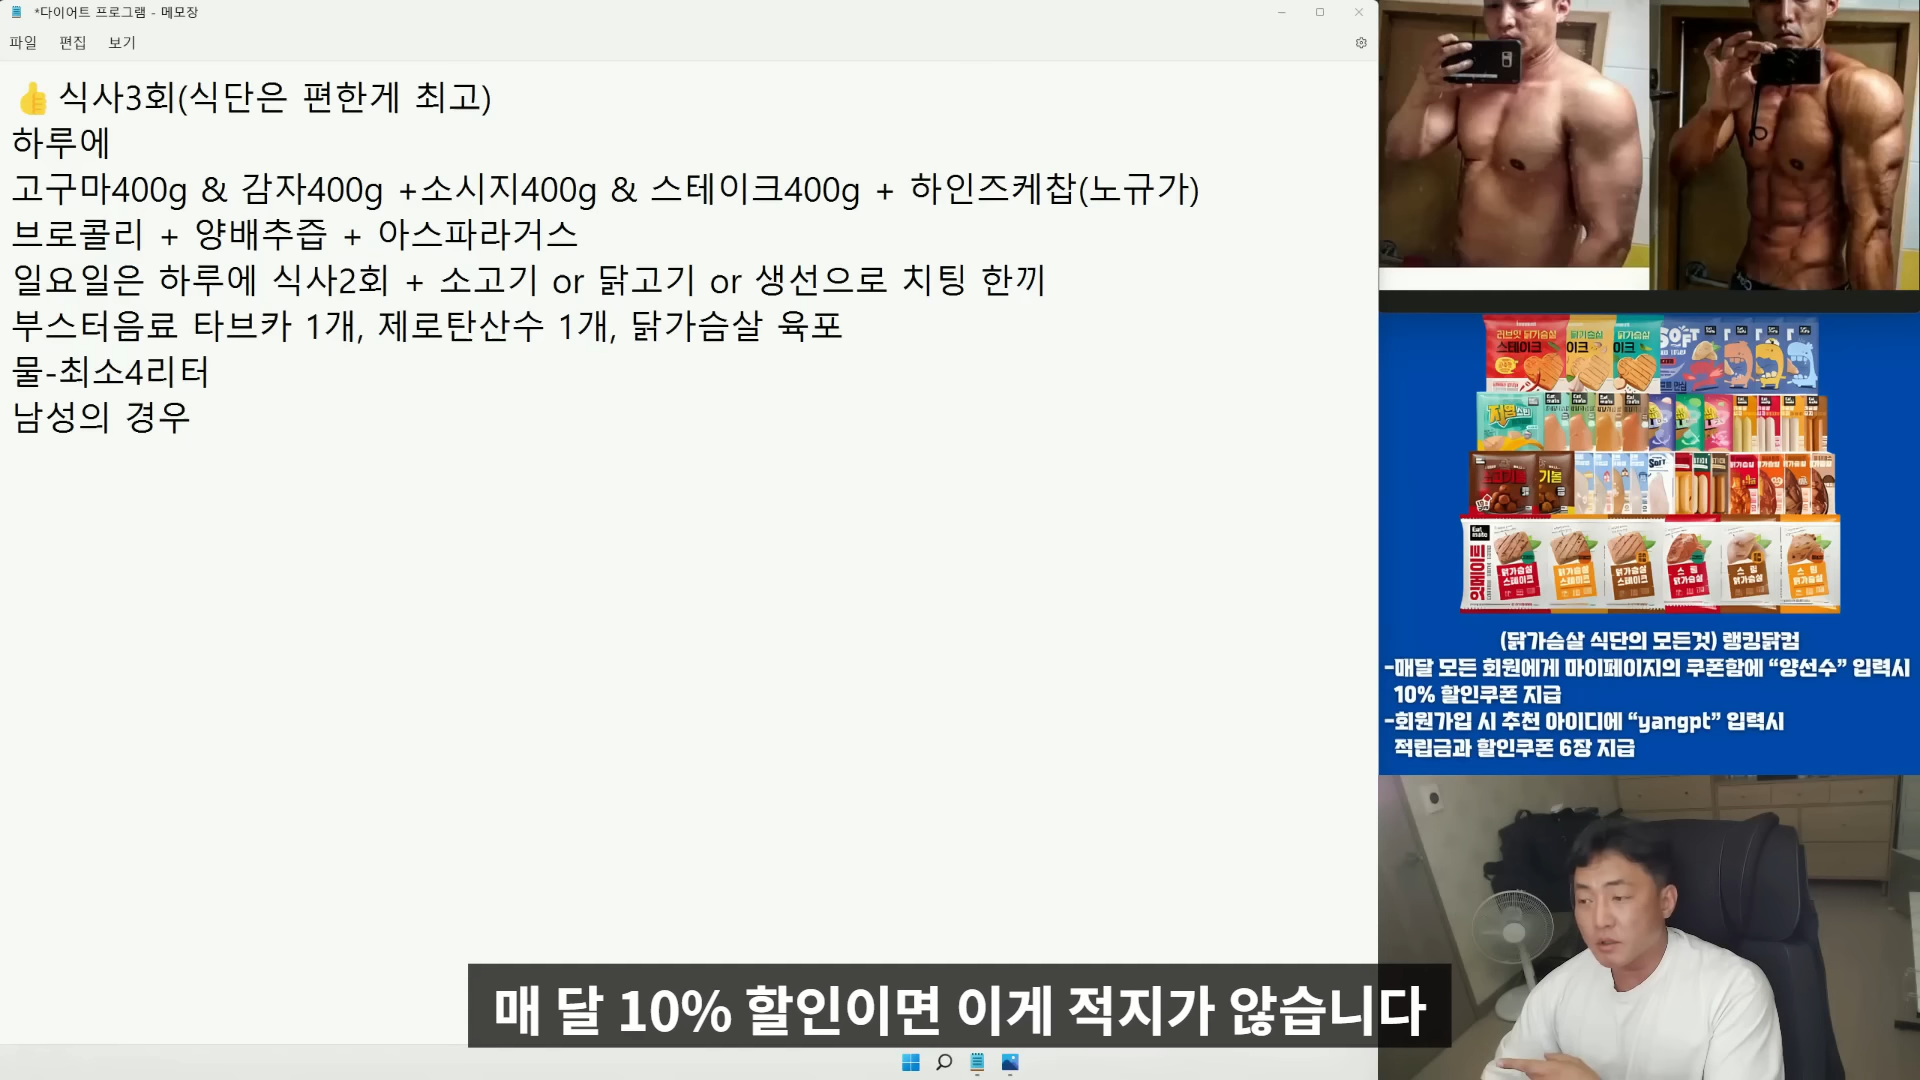 *다이어트 프로그램 - 메모장
파일 편집 보기
👍식사3회(식단은 편한게 최고)
하루에
고구마400g & 감자400g +소시지400g & 스테이크400g + 하인즈케찹(노규가)
브로콜리 + 양배추즙 + 아스파라거스
일요일은 하루에 식사2회 + 소고기 or 닭고기 or 생선으로 치팅 한끼
부스터음료 타브카 1개, 제로탄산수 1개, 닭가슴살 육포
물-최소4리터
남성의 경우
(닭가슴살 식단의 모든것) 랭킹닭컴
-매달 모든 회원에게 마이페이지의 쿠폰함에 “양선수” 입력시
10% 할인쿠폰 지급
-회원가입 시 추천 아이디에 “yangpt” 입력시
적립금과 할인쿠폰 6장 지급
매 달 10% 할인이면 이게 적지가 않습니다